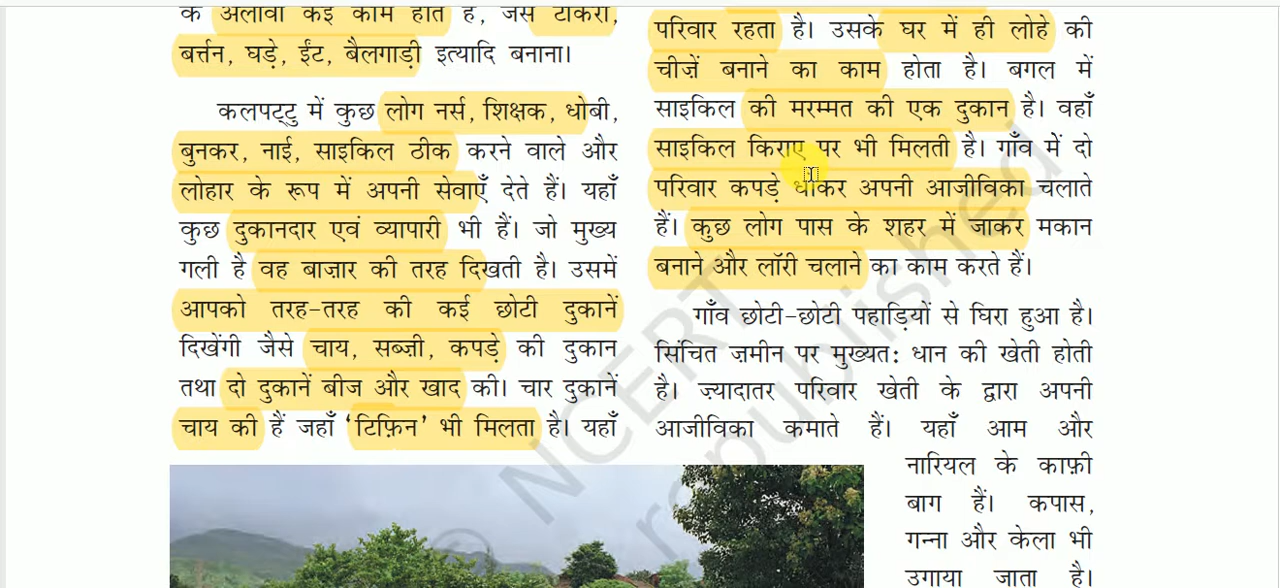 के अलावा कई काम होते हैं, जैसे टोकरी,
बर्त्तन, घड़े, ईंट, बैलगाड़ी इत्यादि बनाना।
कलपट्टु में कुछ लोग नर्स, शिक्षक, धोबी,
बुनकर, नाई, साइकिल ठीक करने वाले और
लोहार के रूप में अपनी सेवाएँ देते हैं। यहाँ
कुछ दुकानदार एवं व्यापारी भी हैं। जो मुख्य
गली है वह बाज़ार की तरह दिखती है। उसमें
आपको तरह-तरह की कई छोटी दुकानें
दिखेंगी जैसे चाय, सब्ज़ी, कपड़े की दुकान
तथा दो दुकानें बीज और खाद की। चार दुकानें
चाय की हैं जहाँ ‘टिफ़िन’ भी मिलता है। यहाँ
परिवार रहता है। उसके घर में ही लोहे की
चीज़ें बनाने का काम होता है। बगल में
साइकिल की मरम्मत की एक दुकान है। वहाँ
साइकिल किराए पर भी मिलती है। गाँव में दो
परिवार कपड़े धोकर अपनी आजीविका चलाते
हैं। कुछ लोग पास के शहर में जाकर मकान
बनाने और लॉरी चलाने का काम करते हैं।
गाँव छोटी-छोटी पहाड़ियों से घिरा हुआ है।
सिंचित ज़मीन पर मुख्यत: धान की खेती होती
है। ज़्यादातर परिवार खेती के द्वारा अपनी
आजीविका कमाते हैं। यहाँ आम और
नारियल के काफ़ी
बाग हैं। कपास,
गन्ना और केला भी
उगाया जाता है।
© NCERT
republished